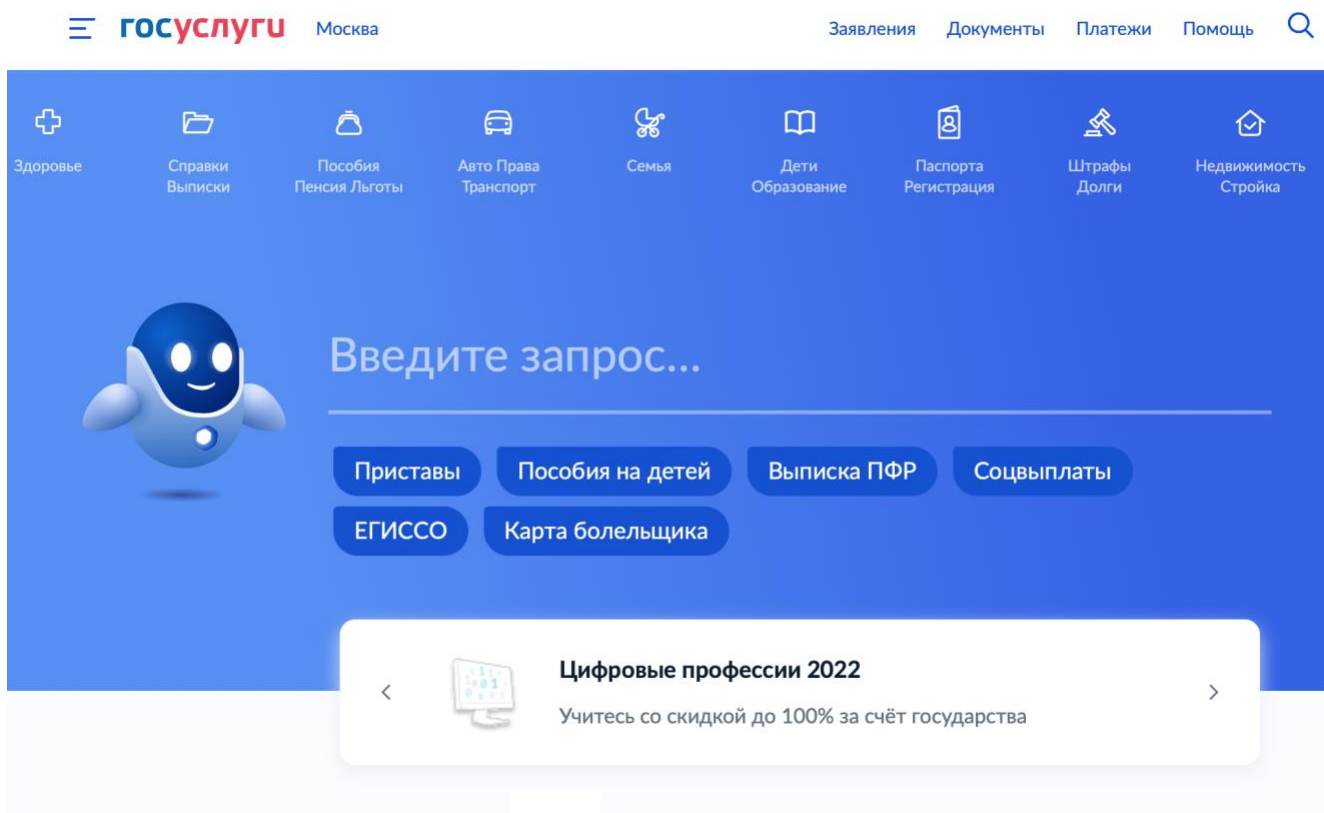 госуслуги Москва Заявления Документы Платежи Помощь
Здоровье
Справки
Выписки
Пособия
Пенсия Льготы
Авто Права
Транспорт
Семья
Дети
Образование
Паспорта
Регистрация
Штрафы
Долги
Недвижимость
Стройка
Введите запрос...
Приставы Пособия на детей Выписка ПФР Соцвыплаты
ЕГИССО Карта болельщика
Цифровые профессии 2022
Учитесь со скидкой до 100% за счёт государства